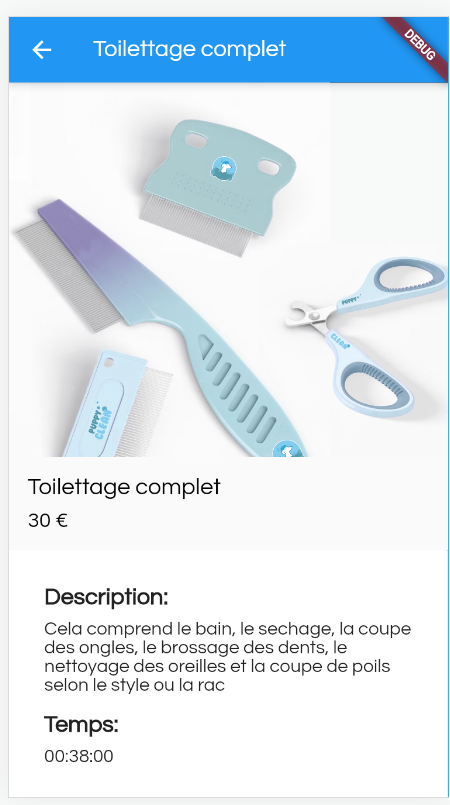 Toilettage complet
DEBUG
PUPPY
CLEAN
PUPPY
CLEAN
Toilettage complet
30 €
Description:
Cela comprend le bain, le sechage, la coupe
des ongles, le brossage des dents, le
nettoyage des oreilles et la coupe de poils
selon le style ou la rac
Temps:
00:38:00